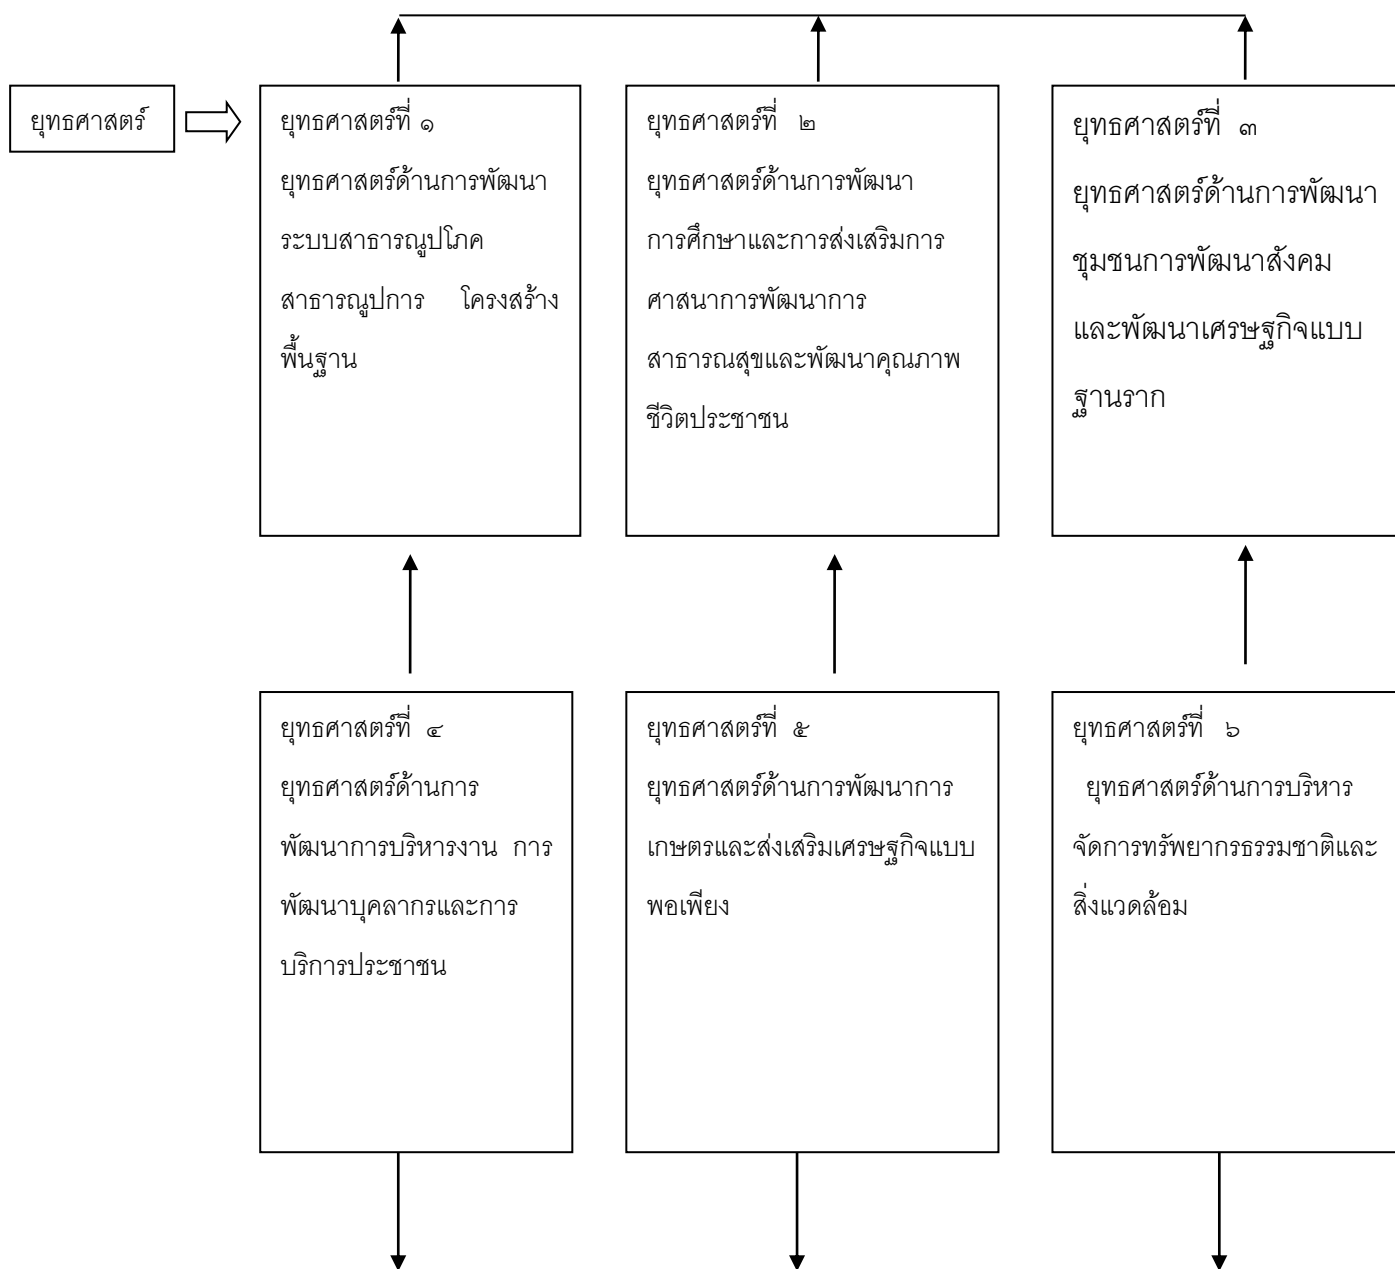 ยุทธศาสตร์
ยุทธศาสตร์ที่ ๑
ยุทธศาสตร์ด้านการพัฒนา
ระบบสาธารณูปโภค
สาธารณูปการ โครงสร้าง
พื้นฐาน
ยุทธศาสตร์ที่ ๒
ยุทธศาสตร์ด้านการพัฒนา
การศึกษาและการส่งเสริมการ
ศาสนาการพัฒนาการ
สาธารณสุขและพัฒนาคุณภาพ
ชีวิตประชาชน
ยุทธศาสตร์ที่ ๓
ยุทธศาสตร์ด้านการพัฒนา
ชุมชนการพัฒนาสังคม
และพัฒนาเศรษฐกิจแบบ
ฐานราก
ยุทธศาสตร์ที่ ๔
ยุทธศาสตร์ด้านการ
พัฒนาการบริหารงาน การ
พัฒนาบุคลากรและการ
บริการประชาชน
ยุทธศาสตร์ที่ ๕
ยุทธศาสตร์ด้านการพัฒนาการ
เกษตรและส่งเสริมเศรษฐกิจแบบ
พอเพียง
ยุทธศาสตร์ที่ ๖
ยุทธศาสตร์ด้านการบริหาร
จัดการทรัพยากรธรรมชาติและ
สิ่งแวดล้อม